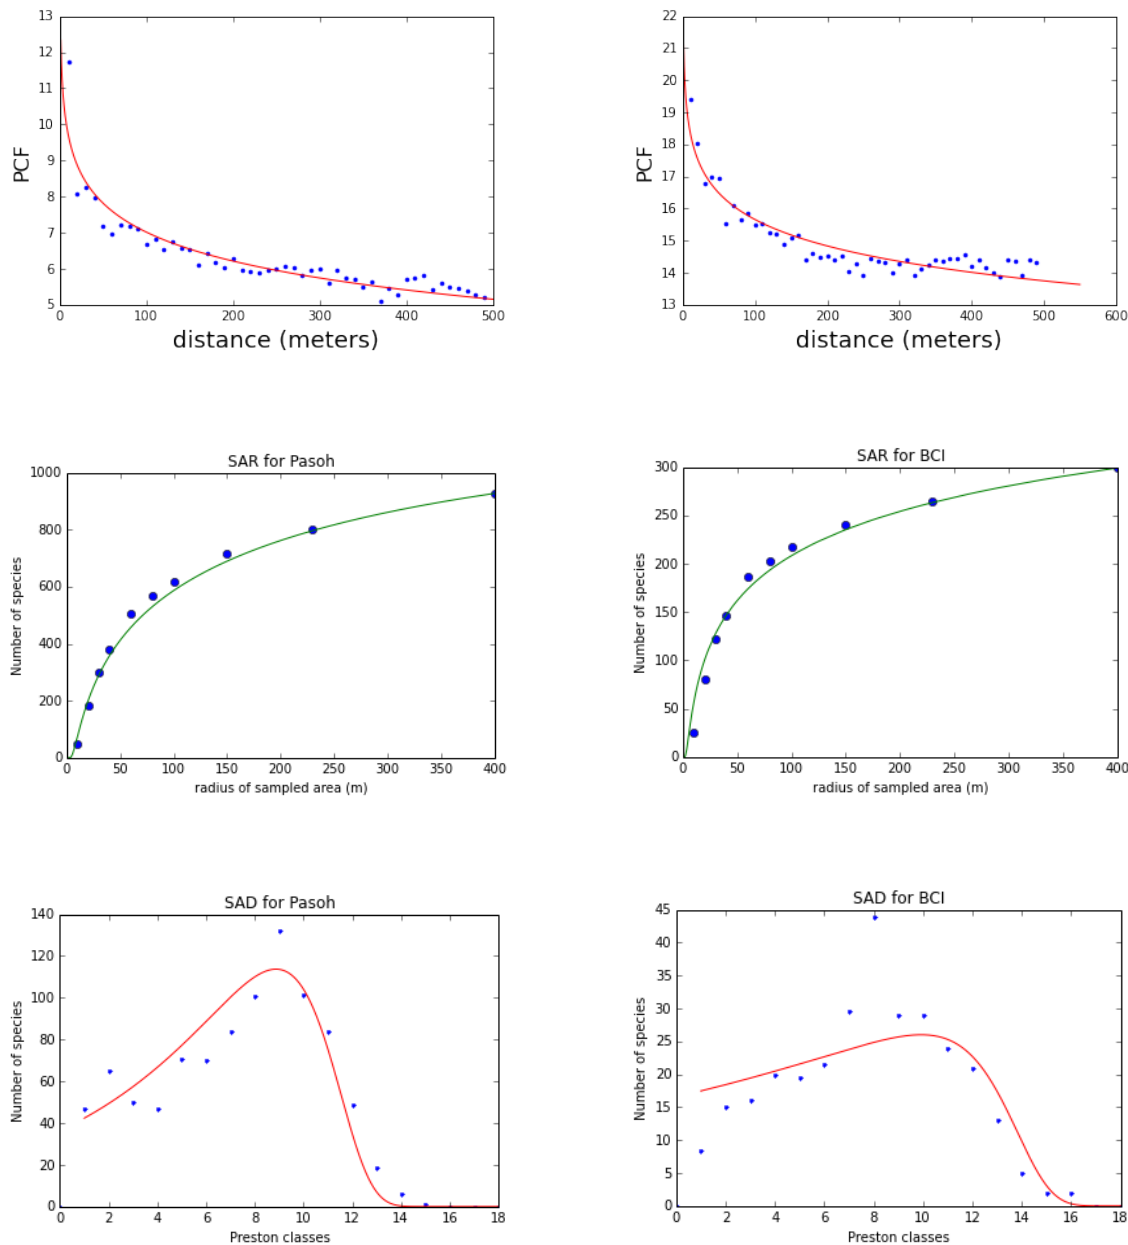 13
12
11
10
9
8
7
6
5
PCF
0 100 200 300 400 500
distance (meters)
22
21
20
19
18
17
16
15
14
13
PCF
0 100 200 300 400 500 600
distance (meters)
SAR for Pasoh
1000
800
600
400
200
0
Number of species
0 50 100 150 200 250 300 350 400
radius of sampled area (m)
SAR for BCI
300
250
200
150
100
50
0
Number of species
0 50 100 150 200 250 300 350 400
radius of sampled area (m)
SAD for Pasoh
140
120
100
80
60
40
20
0
Number of species
0 2 4 6 8 10 12 14 16 18
Preston classes
SAD for BCI
45
40
35
30
25
20
15
10
5
0
Number of species
0 2 4 6 8 10 12 14 16 18
Preston classes